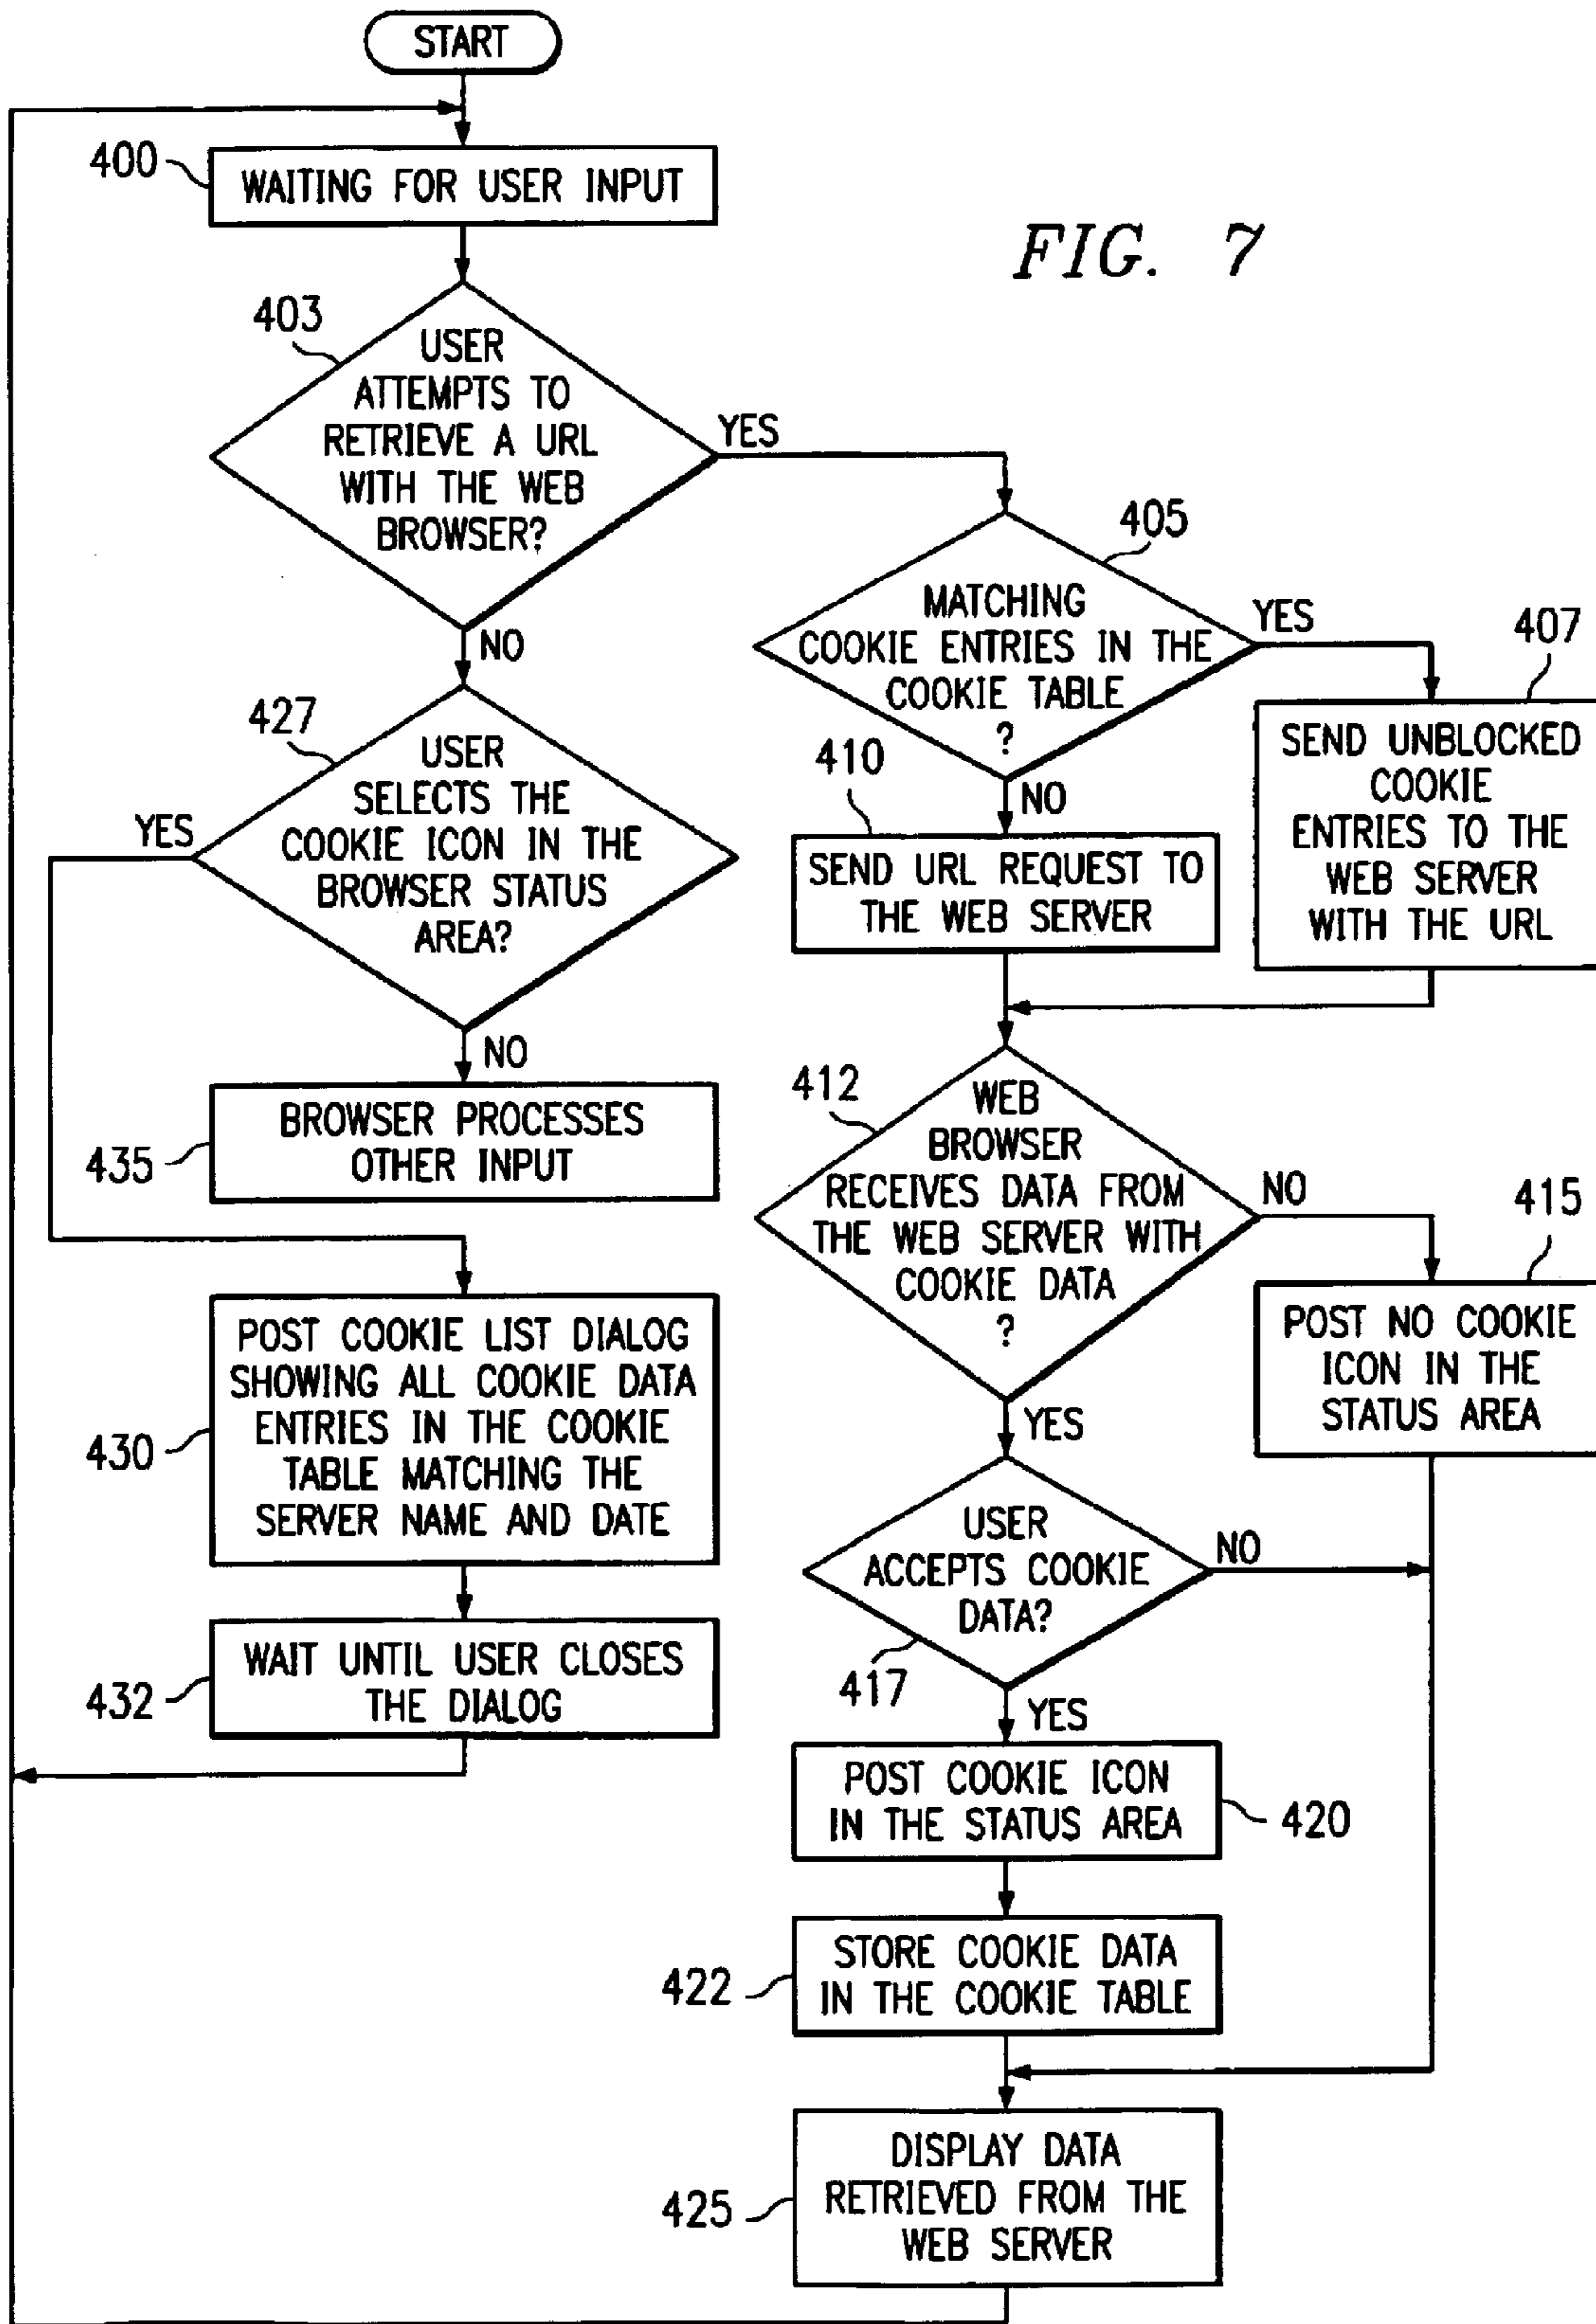 START
400
WAITING FOR USER INPUT
FIG. 7
403
USER
ATTEMPTS TO
RETRIEVE A URL
WITH THE WEB
BROWSER?
YES
NO
405
MATCHING
COOKIE ENTRIES IN THE
COOKIE TABLE
?
YES
NO
407
SEND UNBLOCKED
COOKIE
ENTRIES TO THE
WEB SERVER
WITH THE URL
410
SEND URL REQUEST TO
THE WEB SERVER
427
USER
SELECTS THE
COOKIE ICON IN THE
BROWSER STATUS
AREA?
YES
NO
435
BROWSER PROCESSES
OTHER INPUT
412
WEB
BROWSER
RECEIVES DATA FROM
THE WEB SERVER WITH
COOKIE DATA
?
NO
YES
415
POST NO COOKIE
ICON IN THE
STATUS AREA
430
POST COOKIE LIST DIALOG
SHOWING ALL COOKIE DATA
ENTRIES IN THE COOKIE
TABLE MATCHING THE
SERVER NAME AND DATE
432
WAIT UNTIL USER CLOSES
THE DIALOG
USER
ACCEPTS COOKIE
DATA?
417
NO
YES
POST COOKIE ICON
IN THE STATUS AREA
420
422
STORE COOKIE DATA
IN THE COOKIE TABLE
425
DISPLAY DATA
RETRIEVED FROM THE
WEB SERVER